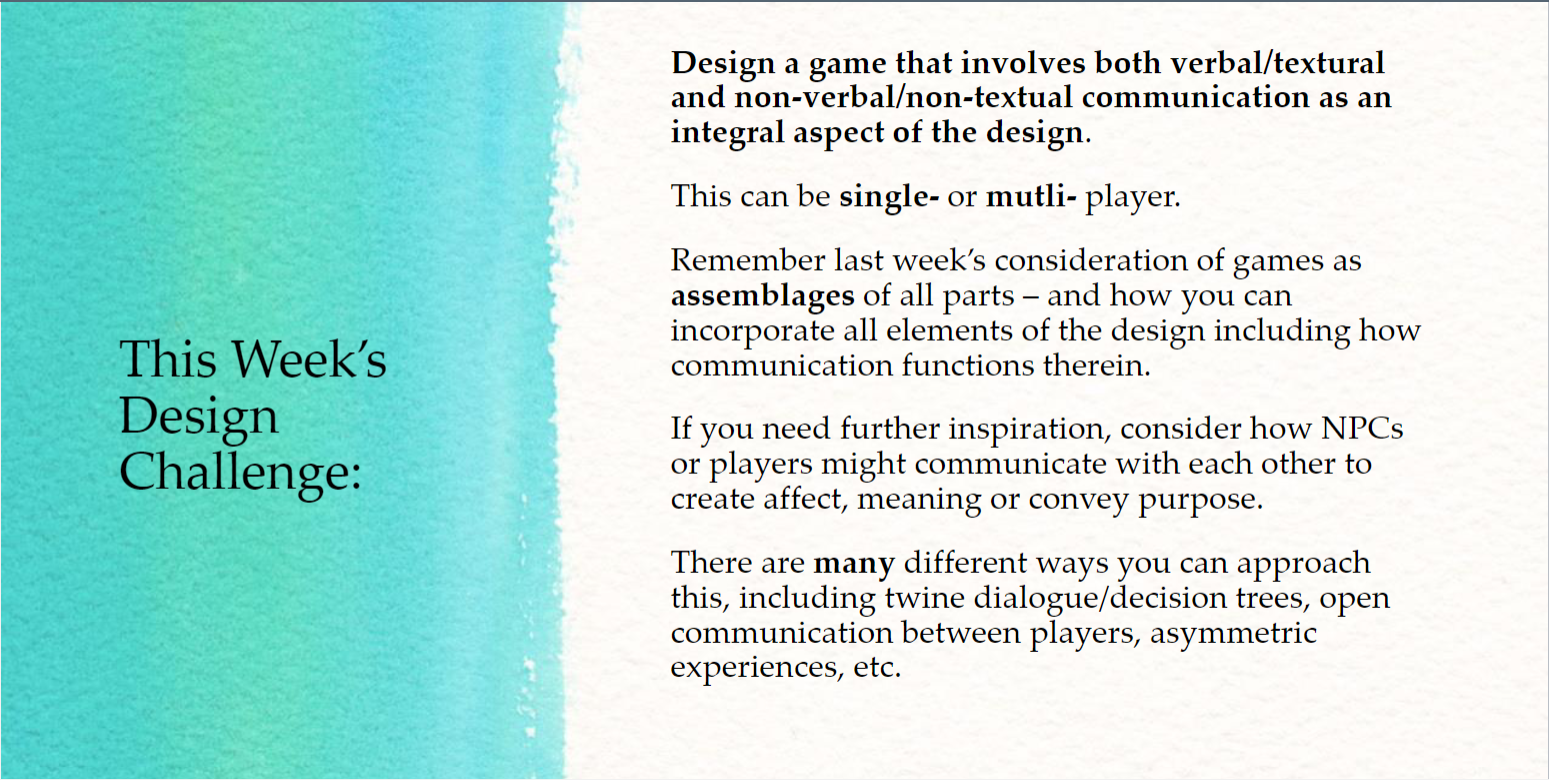 This Week's
Design
Challenge:
Design a game that involves both verbal/textural
and non-verbal/non-textual communication as an
integral aspect of the design.
This can be single- or mutli- player.
Remember last week's consideration of games as
assemblages of all parts – and how you can
incorporate all elements of the design including how
communication functions therein.
If you need further inspiration, consider how NPCs
or players might communicate with each other to
create affect, meaning or convey purpose.
There are many different ways you can approach
this, including twine dialogue/decision trees, open
communication between players, asymmetric
experiences, etc.